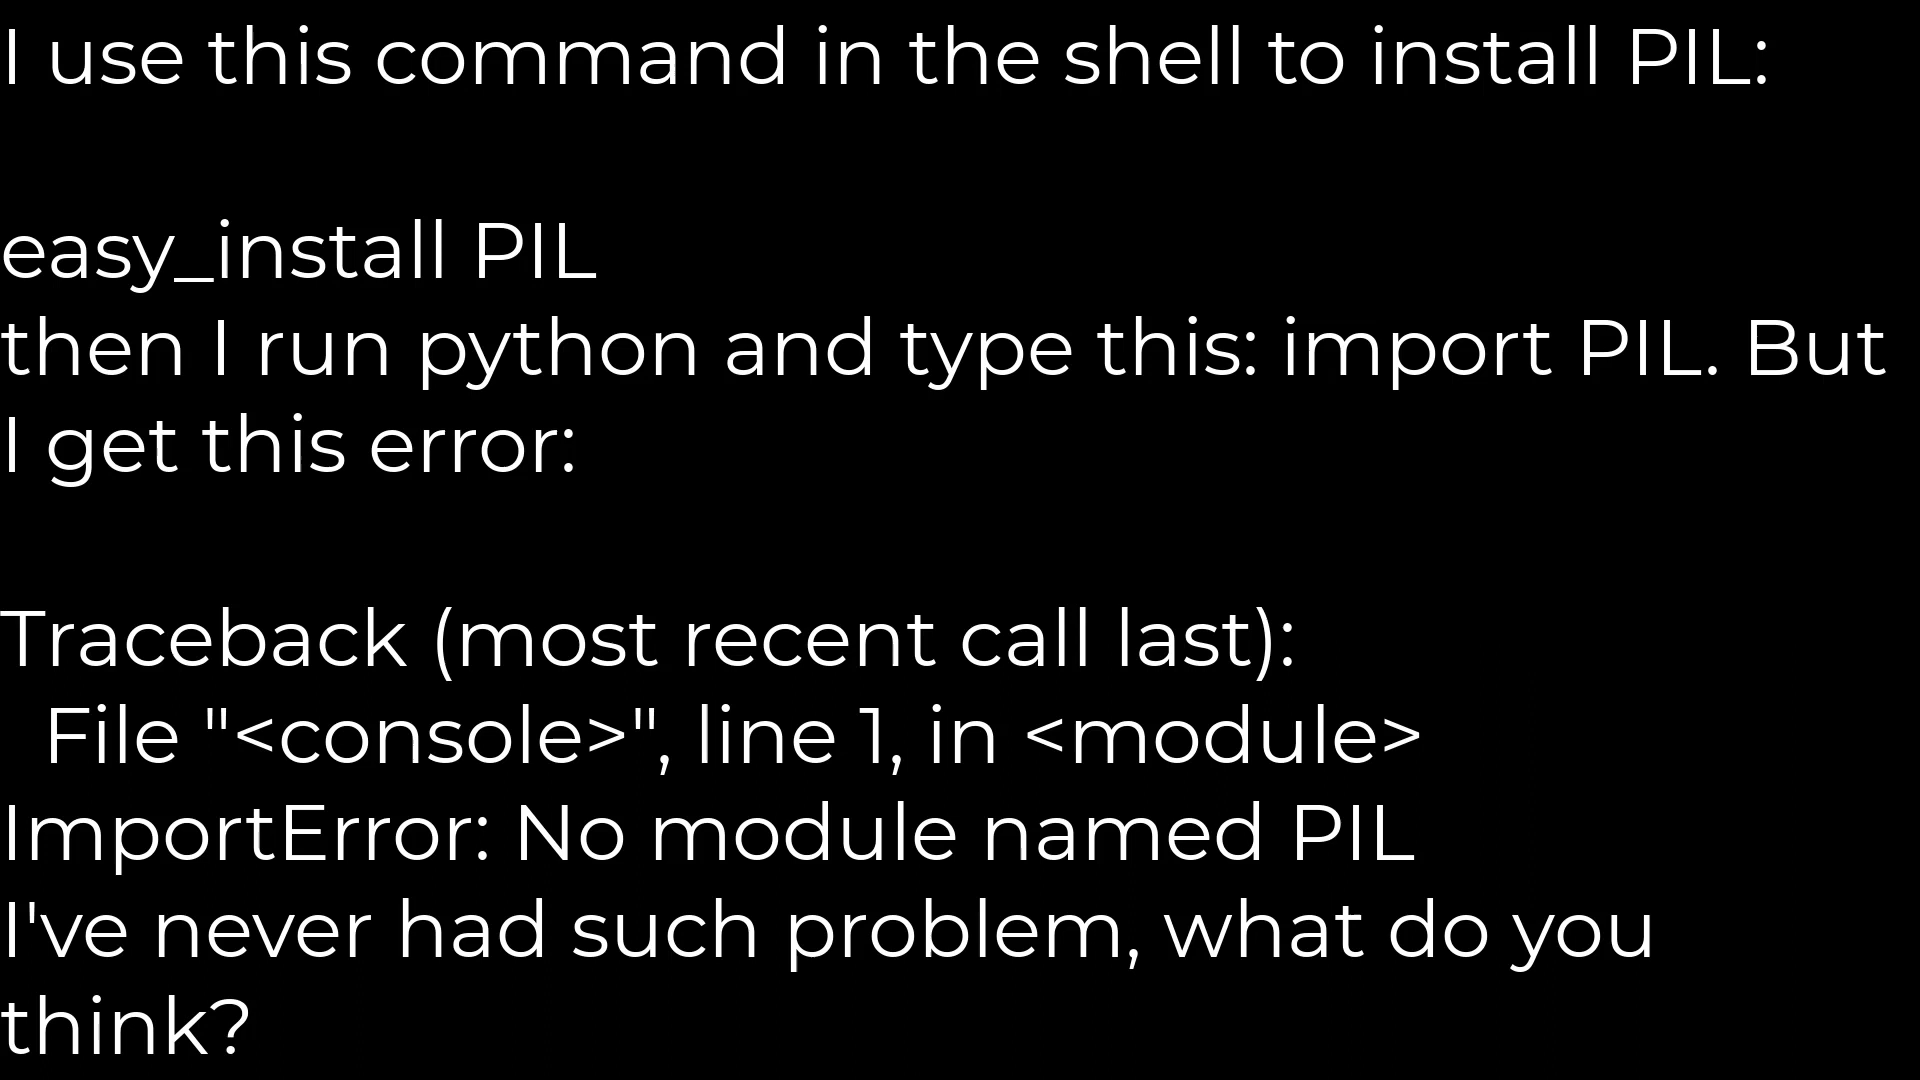 I use this command in the shell to install PIL:
easy_install PIL
then I run python and type this: import PIL. But
I get this error:
Traceback (most recent call last):
  File "<console>", line 1, in <module>
ImportError: No module named PIL
I've never had such problem, what do you
think?